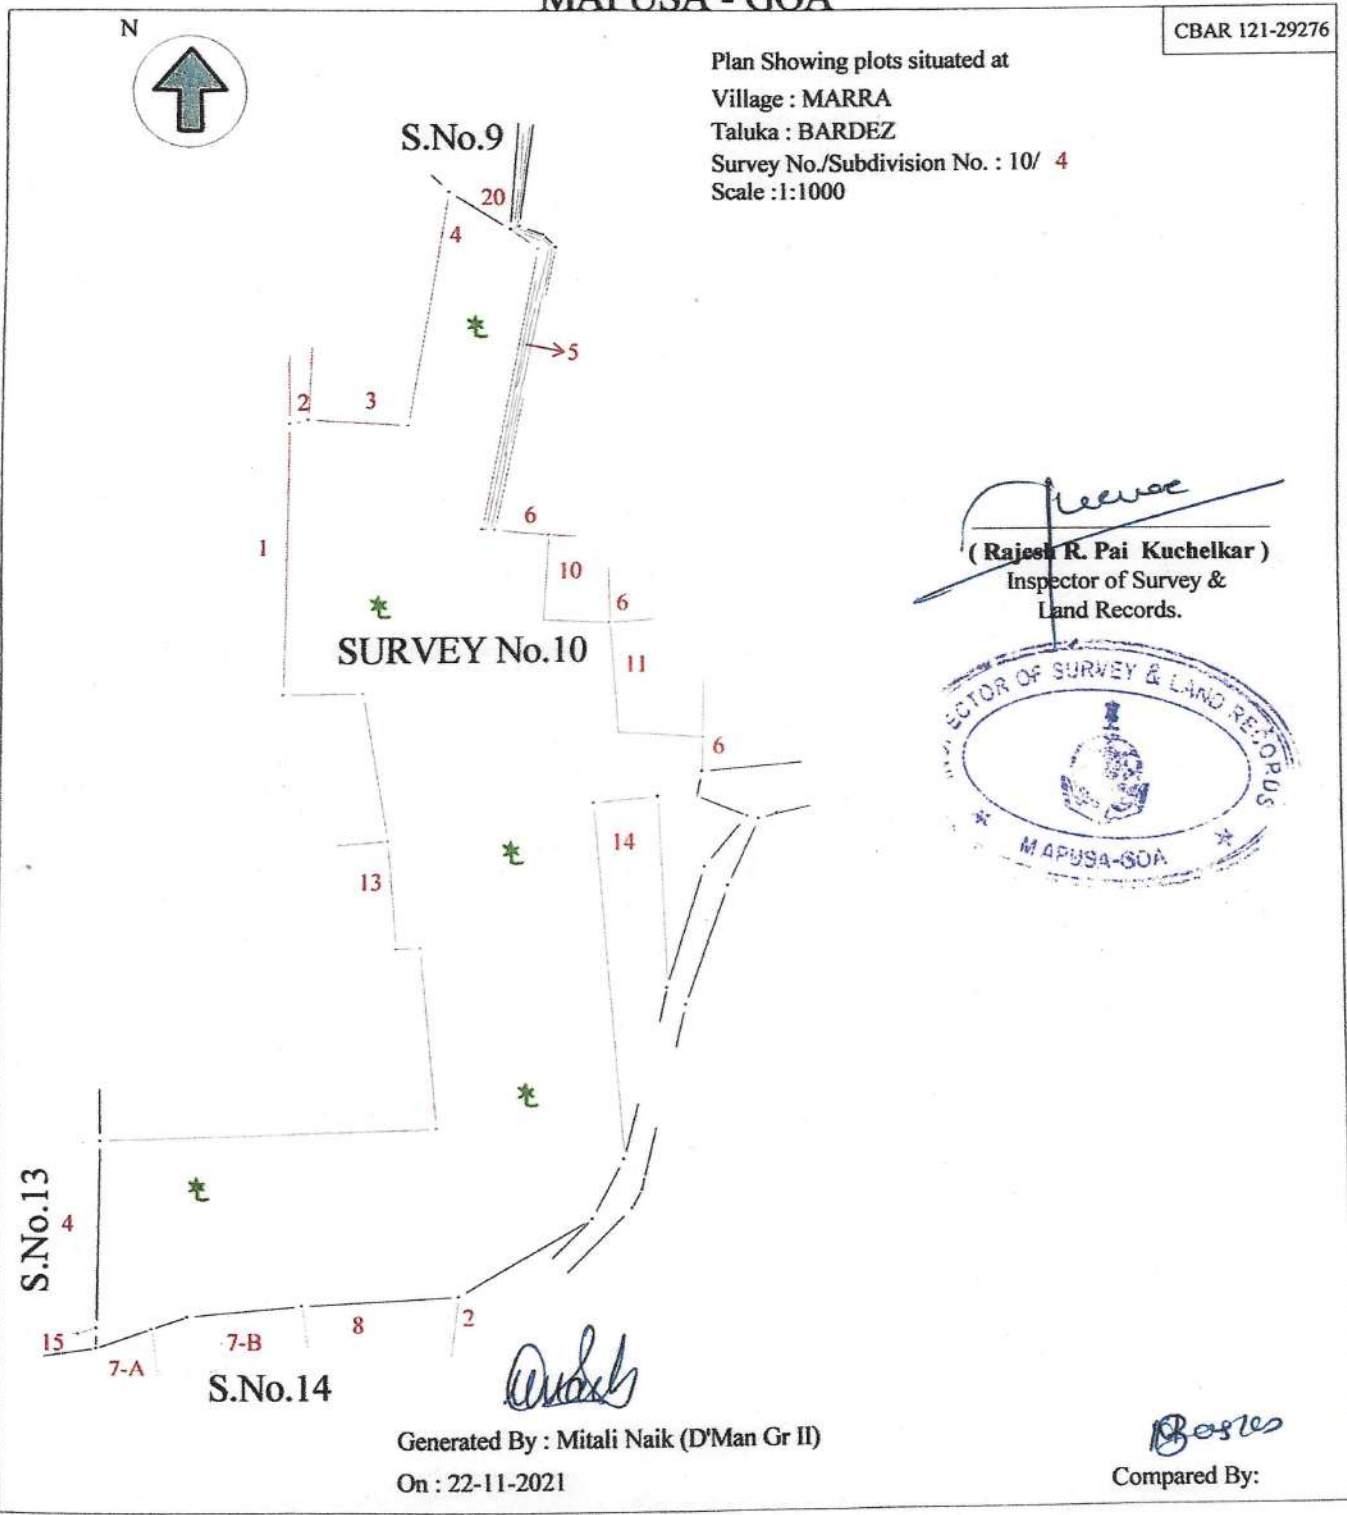 MAPUSA - GOA
CBAR 121-29276
N
Plan Showing plots situated at
Village : MARRA
Taluka : BARDEZ
Survey No./Subdivision No. : 10/ 4
Scale :1:1000
S.No.9
20
4
5
2
3
1
6
10
6
SURVEY No.10
11
6
14
13
( Rajesh R. Pai Kuchelkar )
Inspector of Survey &
Land Records.
ECTOR OF SURVEY & LAND RECORDS
MAPUSA-GOA
S.No.13
4
15
7-A
7-B
8
2
S.No.14
Generated By : Mitali Naik (D'Man Gr II)
On : 22-11-2021
Compared By: